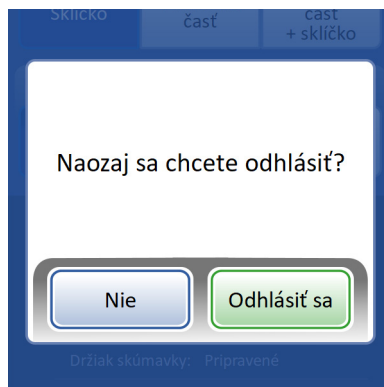 Sklíčko
časť
časť
+ sklíčko
Naozaj sa chcete odhlásiť?
Nie
Odhlásiť sa
Držiak skúmavky: Pripravené